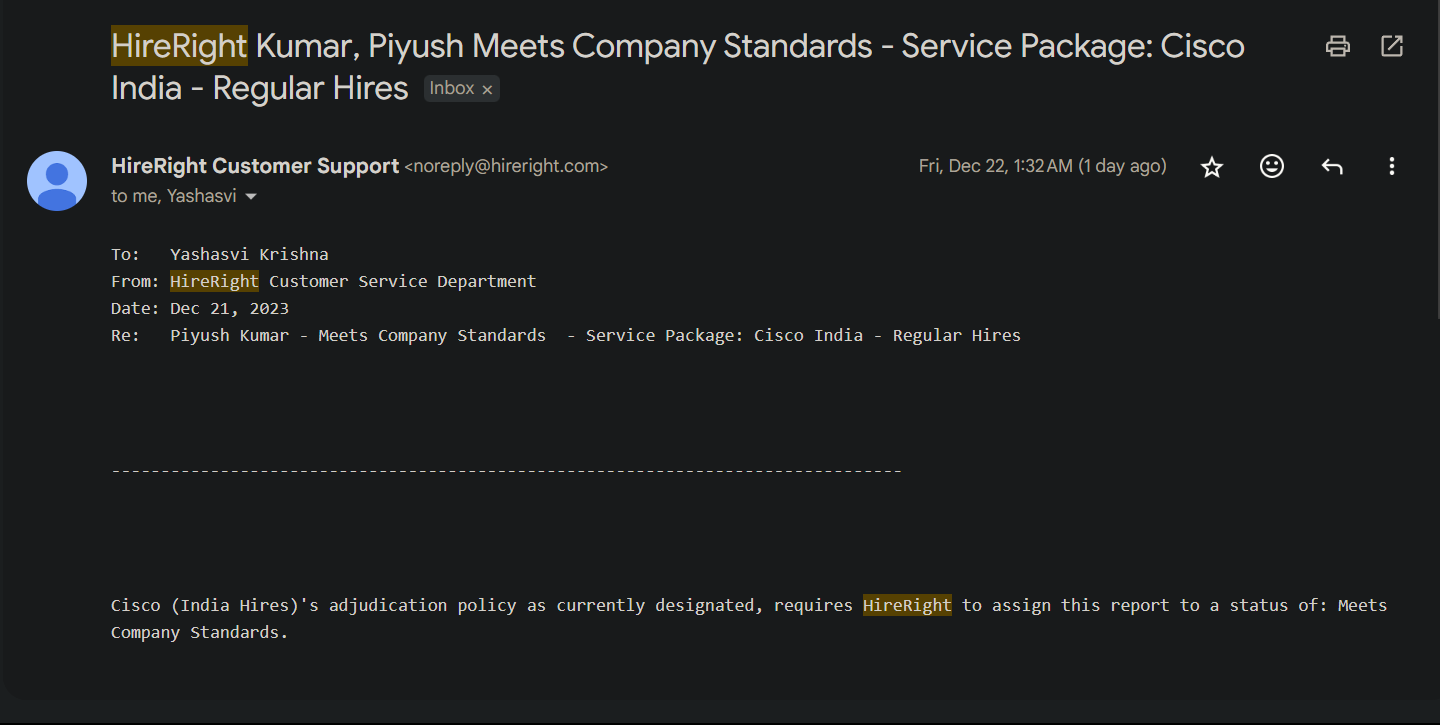 HireRight Kumar, Piyush Meets Company Standards - Service Package: Cisco
India - Regular Hires Inbox ×
HireRight Customer Support <noreply@hireright.com> Fri, Dec 22, 1:32 AM (1 day ago)
to me, Yashasvi
To:   Yashasvi Krishna
From: HireRight Customer Service Department
Date: Dec 21, 2023
Re:   Piyush Kumar - Meets Company Standards  - Service Package: Cisco India - Regular Hires
--------------------------------------------------------------------------------
Cisco (India Hires)'s adjudication policy as currently designated, requires HireRight to assign this report to a status of: Meets
Company Standards.